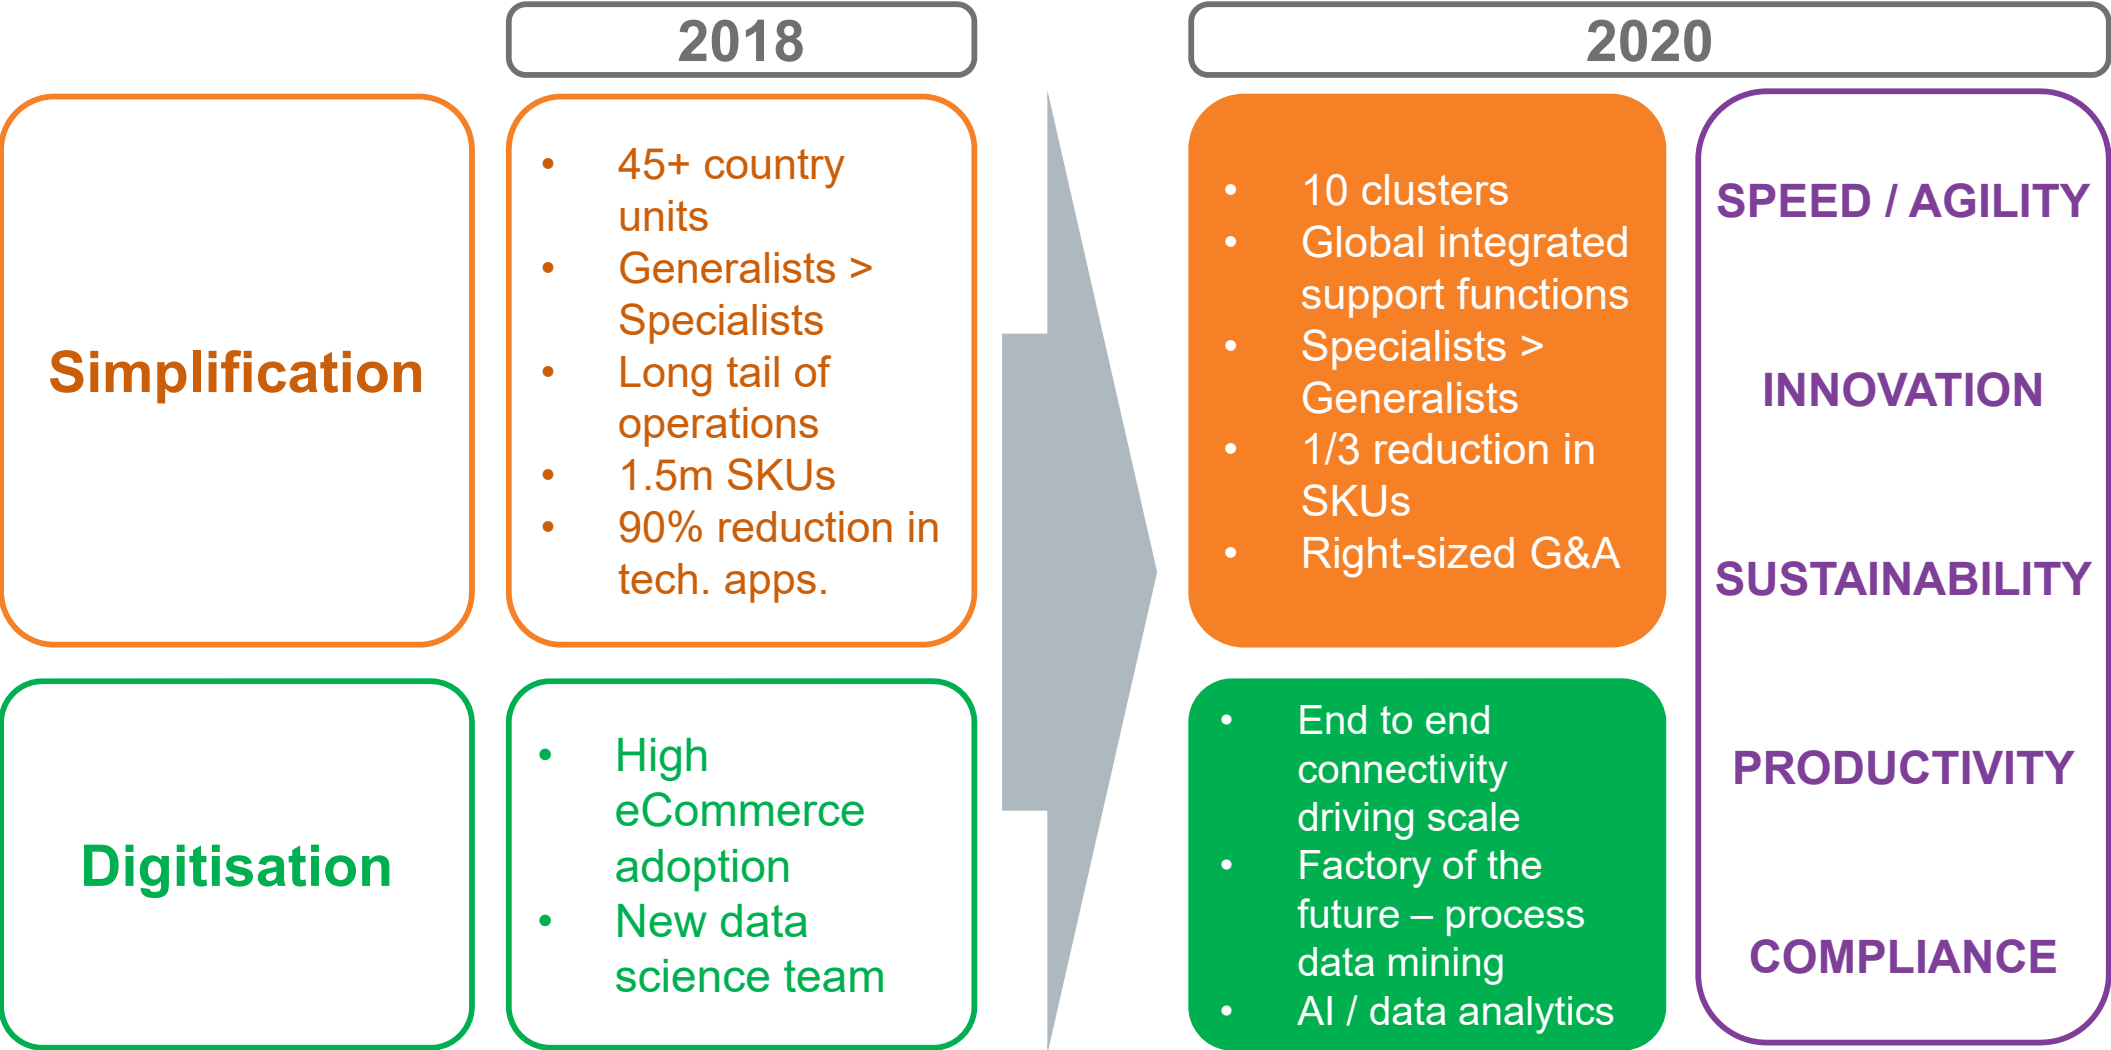 2018
2020
Simplification
• 45+ country
units
• Generalists >
Specialists
• Long tail of
operations
• 1.5m SKUs
• 90% reduction in
tech. apps.
• 10 clusters
• Global integrated
support functions
• Specialists >
Generalists
• 1/3 reduction in
SKUs
• Right-sized G&A
Digitisation
• High
eCommerce
adoption
• New data
science team
• End to end
connectivity
driving scale
• Factory of the
future – process
data mining
• AI / data analytics
SPEED / AGILITY
INNOVATION
SUSTAINABILITY
PRODUCTIVITY
COMPLIANCE